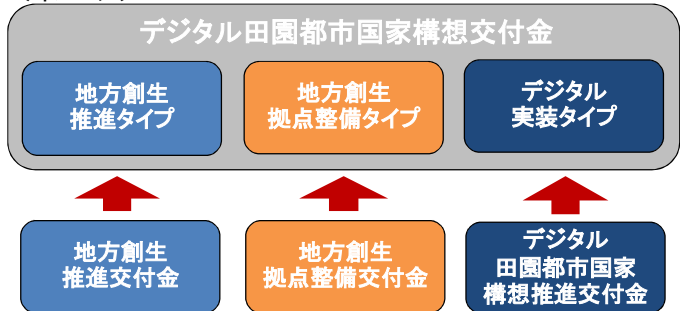 デジタル田園都市国家構想交付金
地方創生
推進タイプ
地方創生
拠点整備タイプ
デジタル
実装タイプ
地方創生
推進交付金
地方創生
拠点整備交付金
デジタル
田園都市国家
構想推進交付金